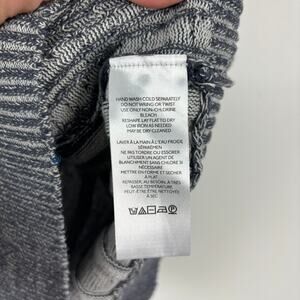 HAND WASH COLD SEPARATELY
DO NOT WRING OR TWIST
USE ONLY NON-CHLORINE
BLEACH
RESHAPE LAY FLAT TO DRY
LOW IRON AS NEEDED
MAY BE DRY-CLEANED
LAVER À LA MAIN À L'EAU FROIDE
SÉPARÉMEN
NE PAS TORDRE OU ESSORER
UTILISER UN AGENT DE
BLANCHIMENT SANS CHLORE SI
NÉCESSAIRE
METTRE EN FORME ET SÉCHER
À PLAT
REPASSER, AU BESOIN, À TRÈS
BASSE TEMPÉRATURE
PEUT-ÊTRE ÊTRE NETTOYÉE
À SEC